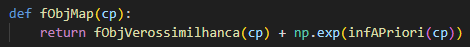 def fObjMap(cp):
    return fObjVerossimilhanca(cp) + np.exp(infAPriori(cp))